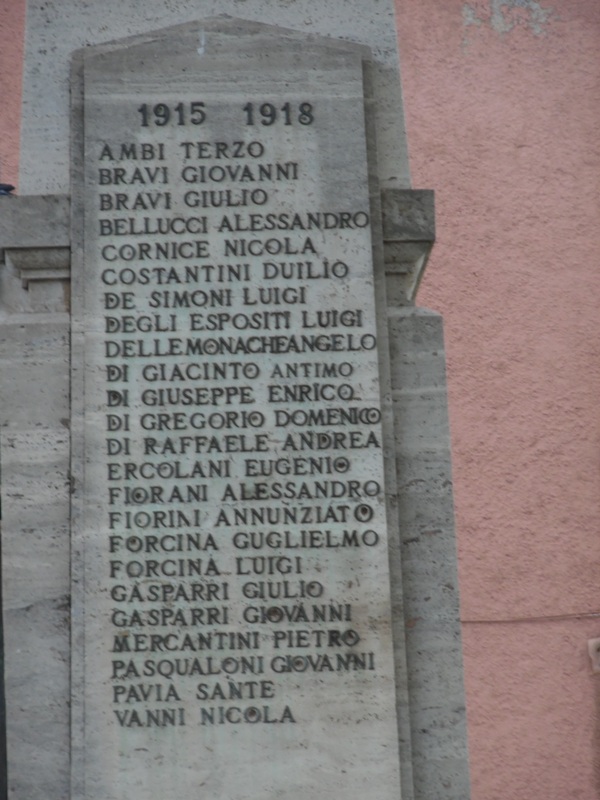 1915 1918
AMBI TERZO
BRAVI GIOVANNI
BRAVI GIULIO
BELLUCCI ALESSANDRO
CORNICE NICOLA
COSTANTINI DUILIO
DE SIMONI LUIGI
DEGLI ESPOSITI LUIGI
DELLEMONACHEANGELO
DI GIACINTO ANTIMO
DI GIUSEPPE ENRICO
DI GREGORIO DOMENICO
DI RAFFAELE ANDREA
ERCOLANI EUGENIO
FIORANI ALESSANDRO
FIORINI ANNUNZIATO
FORCINA GUGLIELMO
FORCINA LUIGI
GASPARRI GIULIO
GASPARRI GIOVANNI
MERCANTINI PIETRO
PASQUALONI GIOVANNI
PAVIA SANTE
VANNI NICOLA